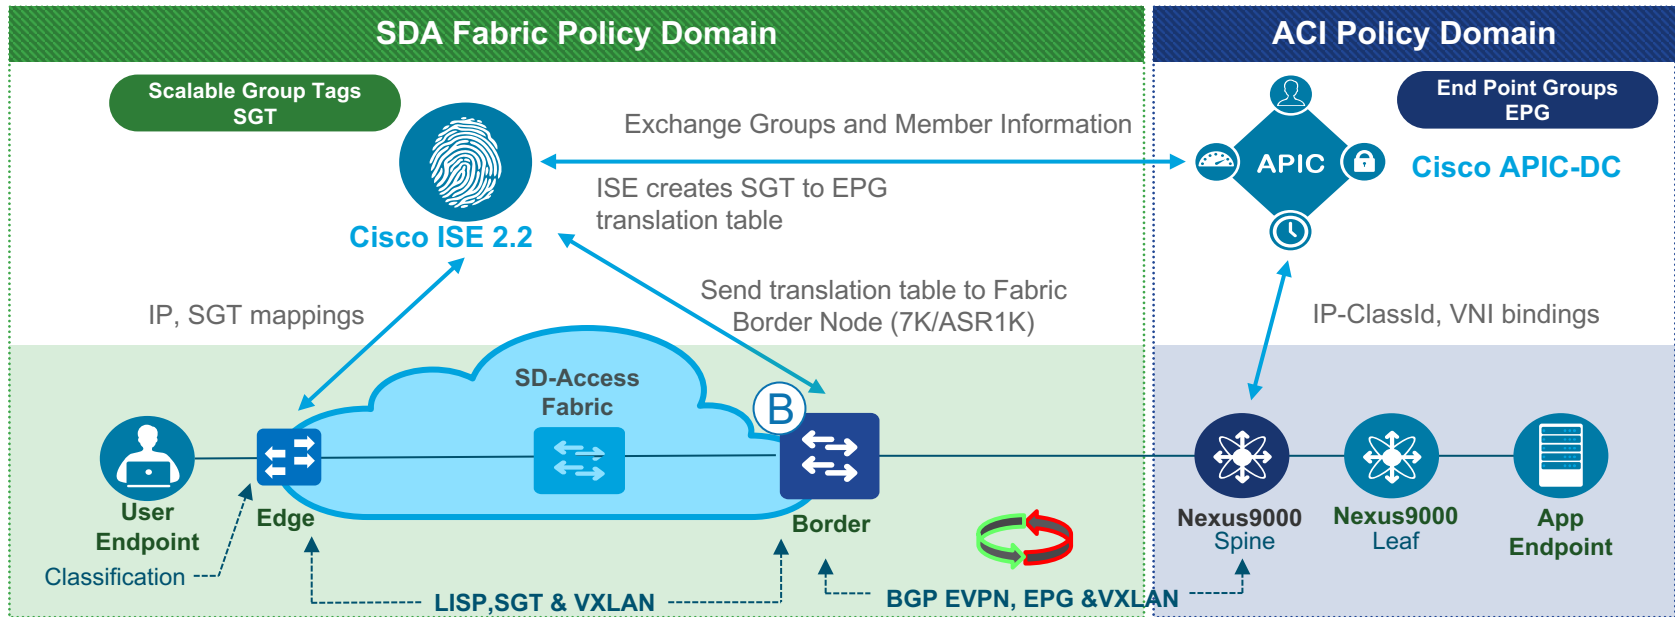 SDA Fabric Policy Domain
ACI Policy Domain
Scalable Group Tags
SGT
End Point Groups
EPG
Exchange Groups and Member Information
APIC
Cisco APIC-DC
ISE creates SGT to EPG
translation table
Cisco ISE 2.2
IP, SGT mappings
Send translation table to Fabric
Border Node (7K/ASR1K)
IP-ClassId, VNI bindings
SD-Access
Fabric
B
User
Endpoint
Edge
Border
Nexus9000
Spine
Nexus9000
Leaf
App
Endpoint
Classification
LISP,SGT & VXLAN
BGP EVPN, EPG &VXLAN